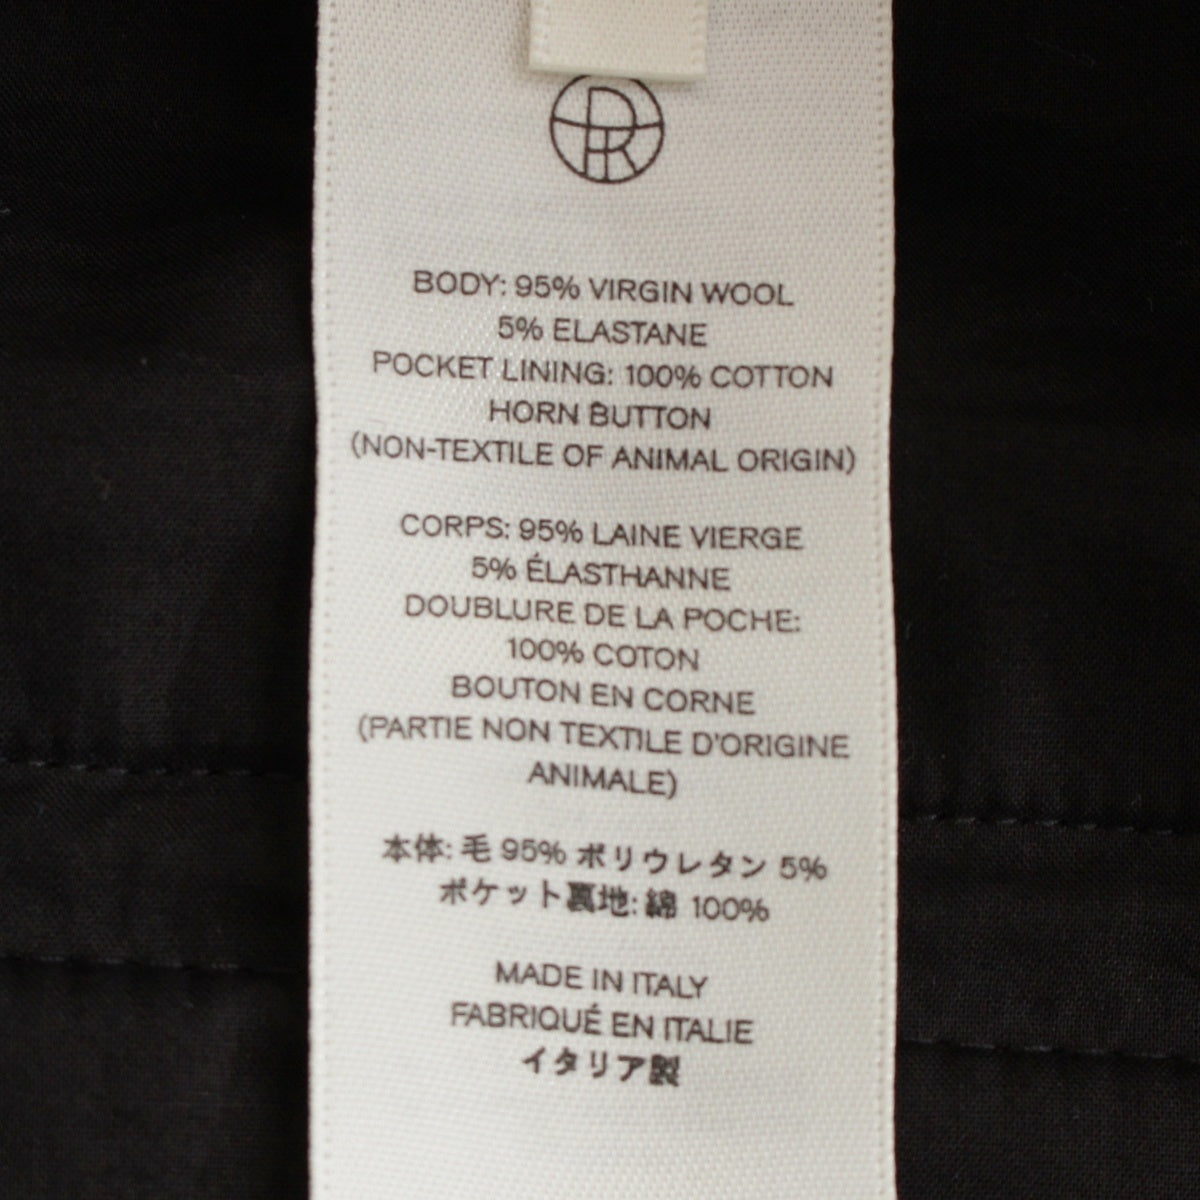 BODY: 95% VIRGIN WOOL
5% ELASTANE
POCKET LINING: 100% COTTON
HORN BUTTON
(NON-TEXTILE OF ANIMAL ORIGIN)
CORPS: 95% LAINE VIERGE
5% ÉLASTHANNE
DOUBLURE DE LA POCHE:
100% COTON
BOUTON EN CORNE
(PARTIE NON TEXTILE D'ORIGINE
ANIMALE)
本体: 毛 95% ポリウレタン 5%
ポケット裏地: 綿 100%
MADE IN ITALY
FABRIQUÉ EN ITALIE
イタリア製